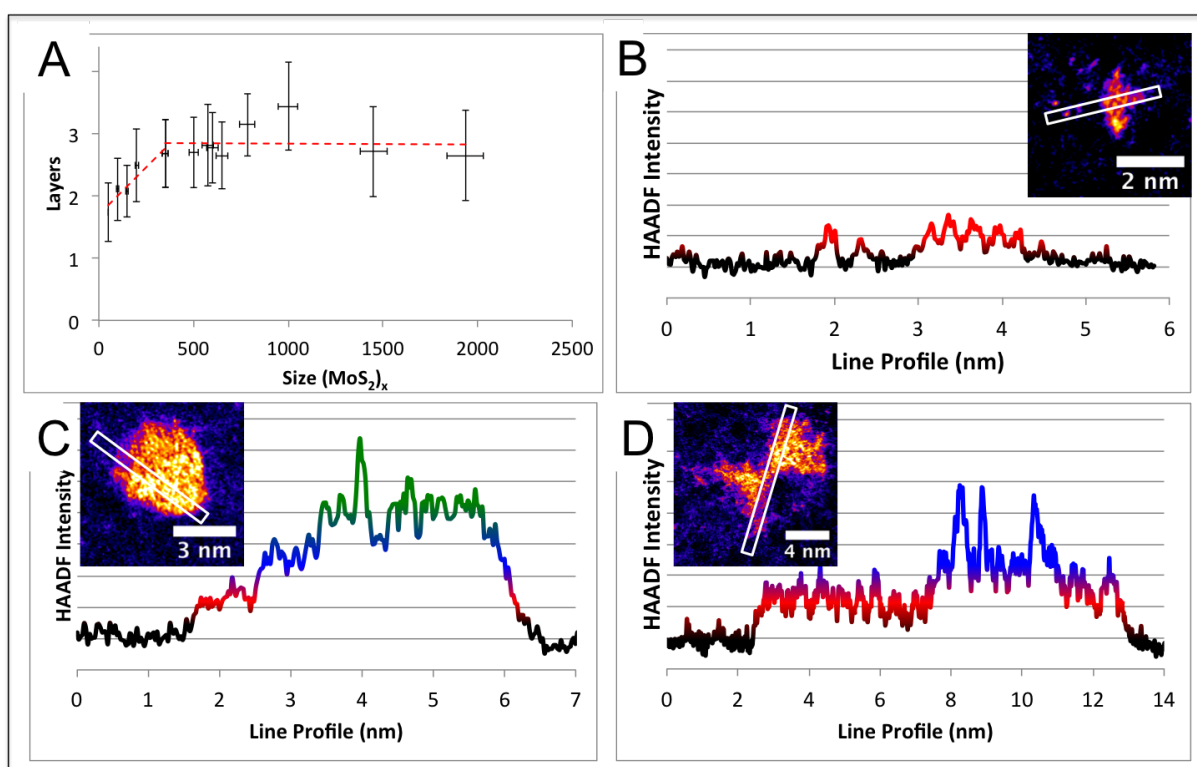 A
Layers
3
2
1
0
0 500 1000 1500 2000 2500
Size (MoS₂)ₓ
B
HAADF Intensity
2 nm
0 1 2 3 4 5 6
Line Profile (nm)
C
HAADF Intensity
3 nm
0 1 2 3 4 5 6 7
Line Profile (nm)
D
HAADF Intensity
4 nm
0 2 4 6 8 10 12 14
Line Profile (nm)